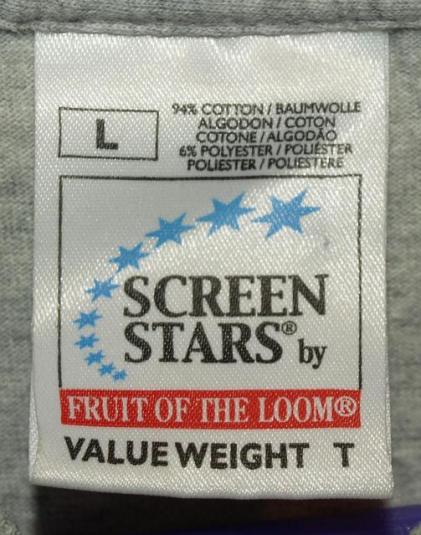 L
94% COTTON / BAUMWOLLE
ALGODON / COTON
COTONE / ALGODÃO
6% POLYESTER / POLIÉSTER
POLIESTER / POLIESTERE
SCREEN
STARS® by
FRUIT OF THE LOOM®
VALUE WEIGHT T